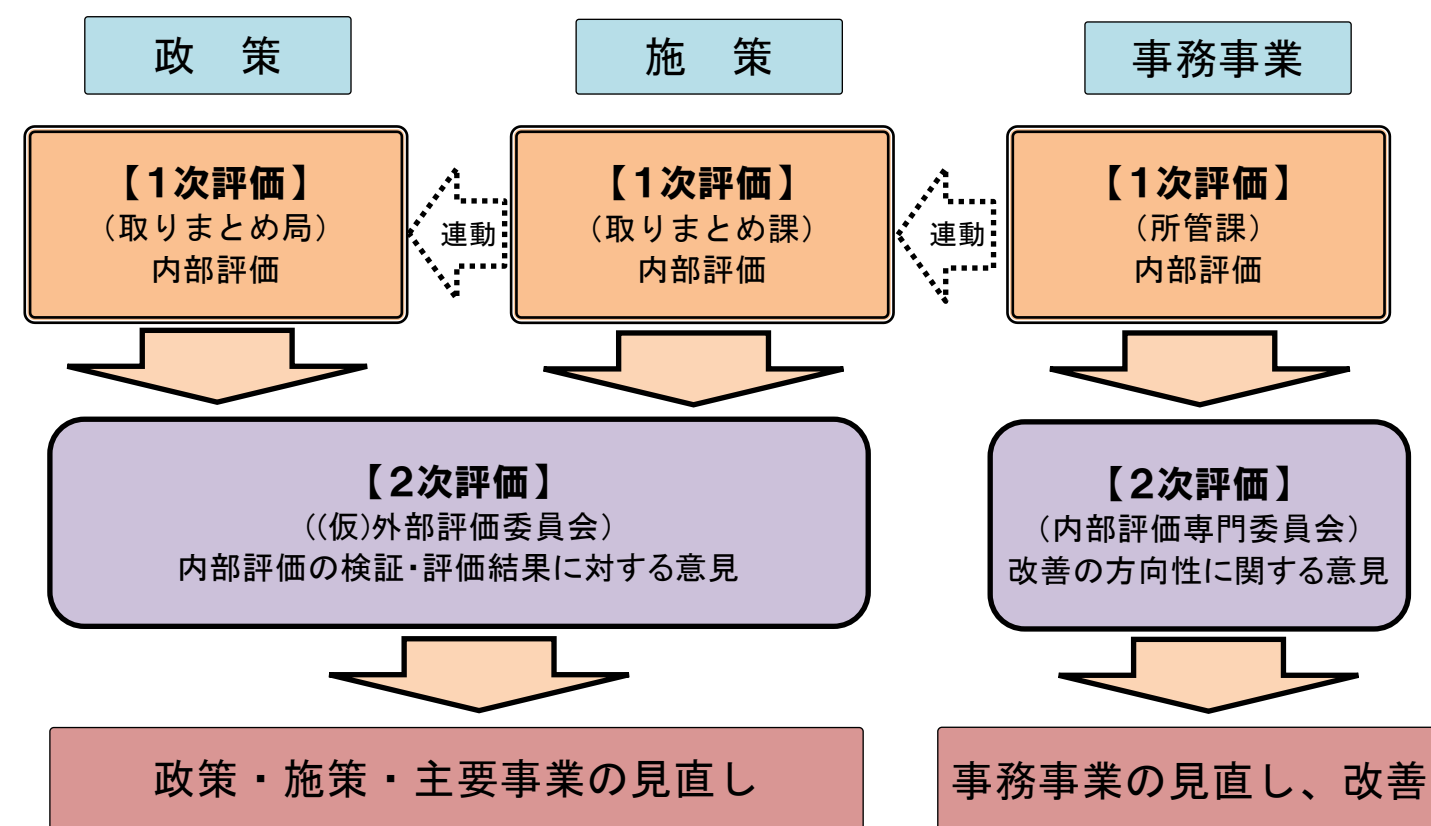 政　策
施　策
事務事業
【1次評価】
（取りまとめ局）
内部評価
連動
【1次評価】
（取りまとめ課）
内部評価
連動
【1次評価】
（所管課）
内部評価
【2次評価】
（(仮)外部評価委員会）
内部評価の検証・評価結果に対する意見
【2次評価】
（内部評価専門委員会）
改善の方向性に関する意見
政策・施策・主要事業の見直し
事務事業の見直し、改善